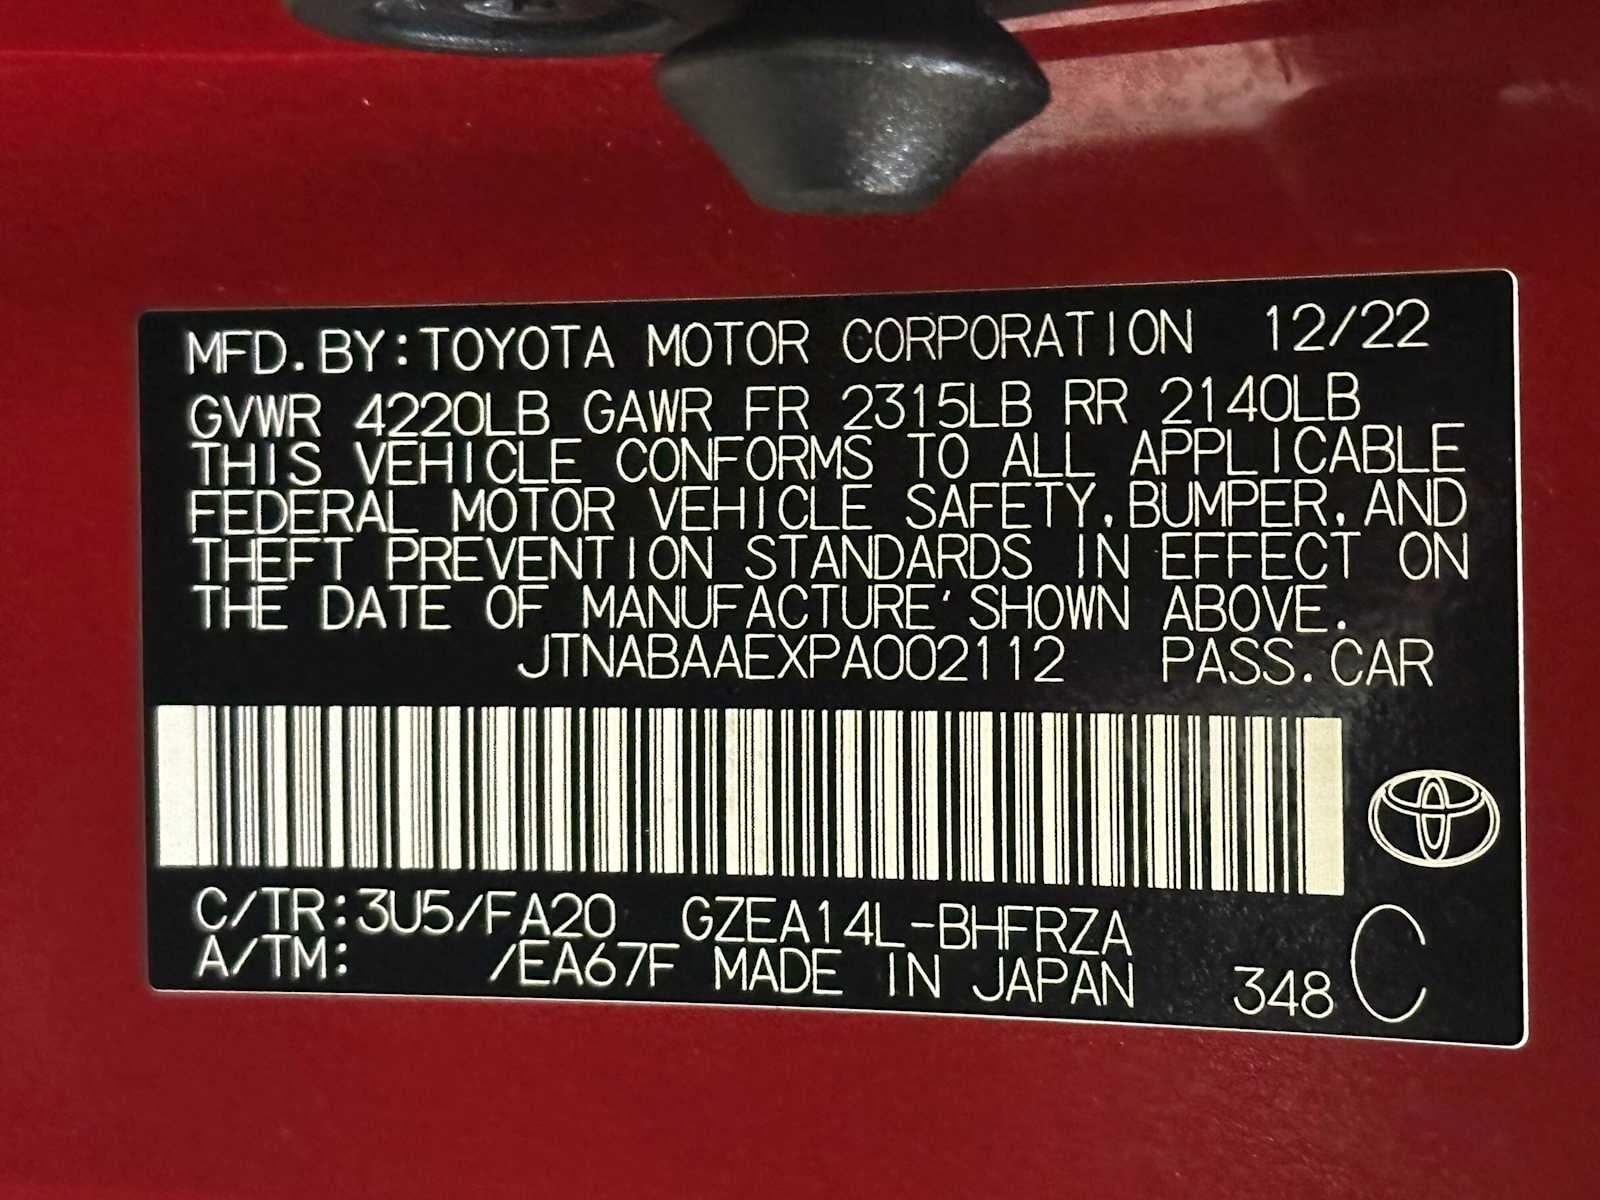 MFD.BY:TOYOTA MOTOR CORPORATION 12/22
GVWR 4220LB GAWR FR 2315LB RR 2140LB
THIS VEHICLE CONFORMS TO ALL APPLICABLE
FEDERAL MOTOR VEHICLE SAFETY,BUMPER,AND
THEFT PREVENTION STANDARDS IN EFFECT ON
THE DATE OF MANUFACTURE SHOWN ABOVE.
JTNABAAEXPA002112 PASS.CAR
C/TR:3U5/FA20 GZEA14L-BHFRZA
A/TM: /EA67F MADE IN JAPAN 348 C